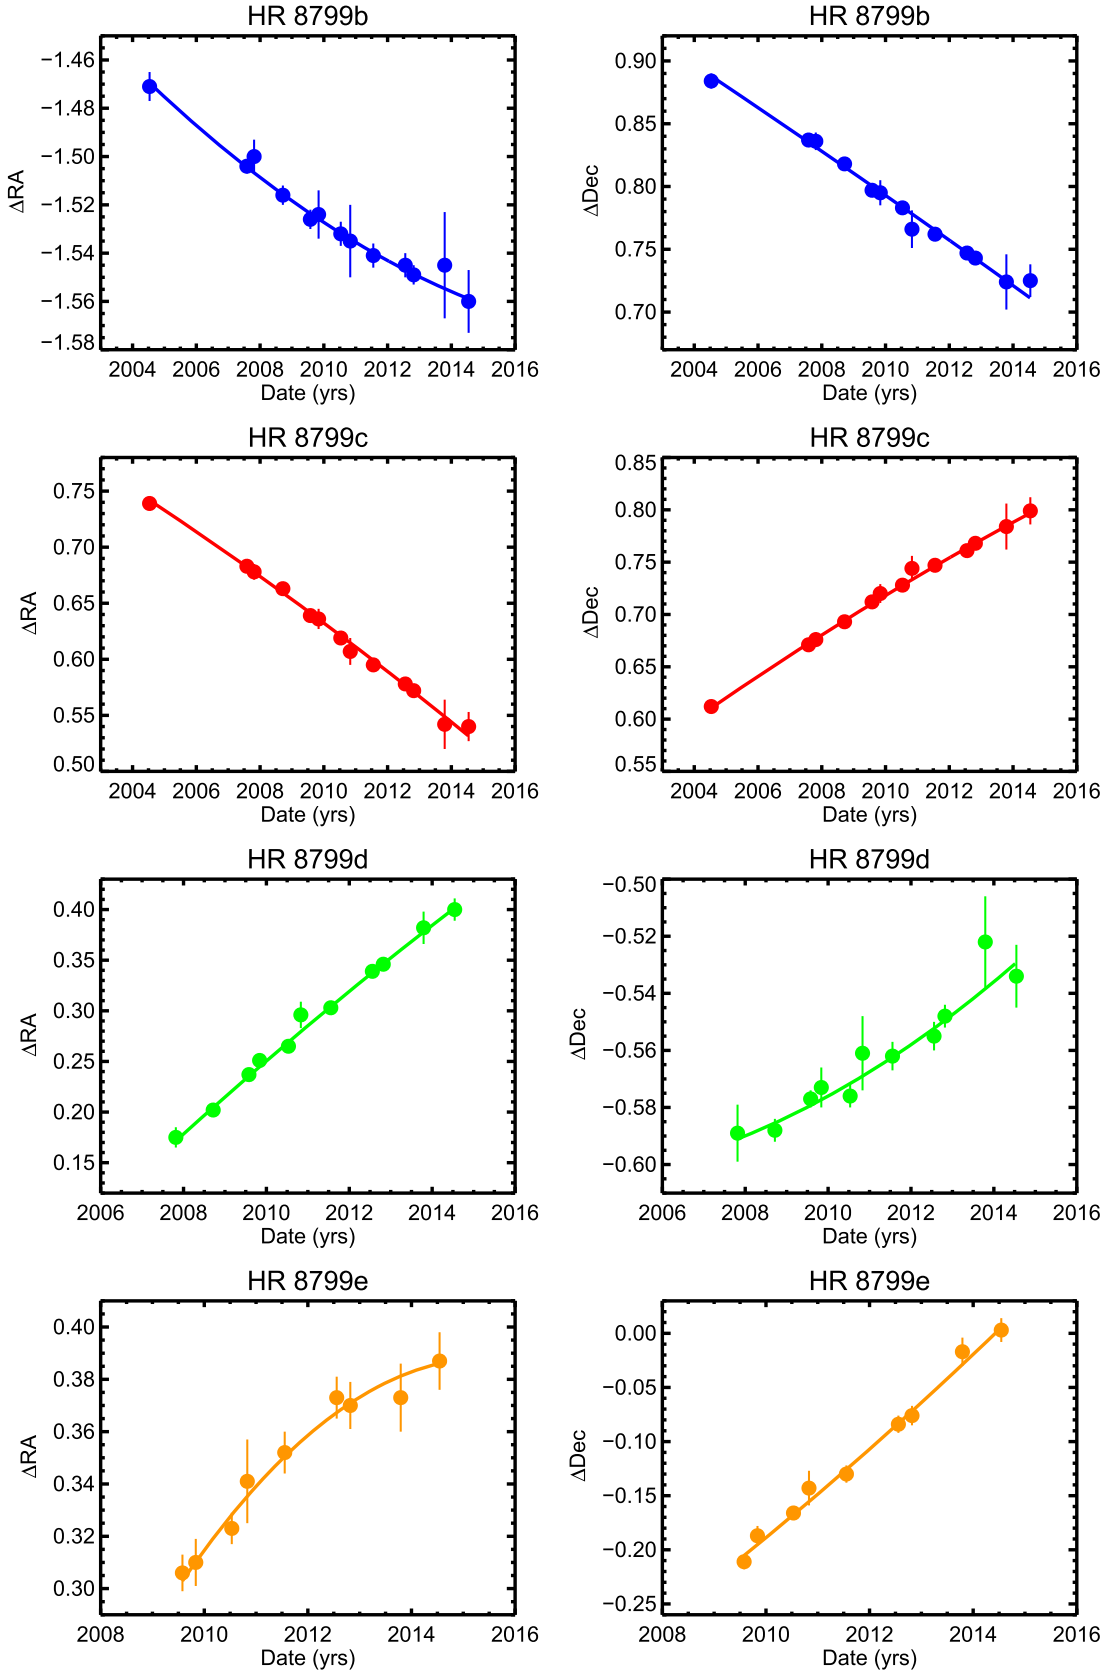 HR 8799b
−1.46
−1.48
−1.50
−1.52
−1.54
−1.56
−1.58
ΔRA
2004 2006 2008 2010 2012 2014 2016
Date (yrs)
HR 8799b
0.90
0.85
0.80
0.75
0.70
ΔDec
2004 2006 2008 2010 2012 2014 2016
Date (yrs)
HR 8799c
0.75
0.70
0.65
0.60
0.55
0.50
ΔRA
2004 2006 2008 2010 2012 2014 2016
Date (yrs)
HR 8799c
0.85
0.80
0.75
0.70
0.65
0.60
0.55
ΔDec
2004 2006 2008 2010 2012 2014 2016
Date (yrs)
HR 8799d
0.40
0.35
0.30
0.25
0.20
0.15
ΔRA
2006 2008 2010 2012 2014 2016
Date (yrs)
HR 8799d
−0.50
−0.52
−0.54
−0.56
−0.58
−0.60
ΔDec
2006 2008 2010 2012 2014 2016
Date (yrs)
HR 8799e
0.40
0.38
0.36
0.34
0.32
0.30
ΔRA
2008 2010 2012 2014 2016
Date (yrs)
HR 8799e
0.00
−0.05
−0.10
−0.15
−0.20
−0.25
ΔDec
2008 2010 2012 2014 2016
Date (yrs)